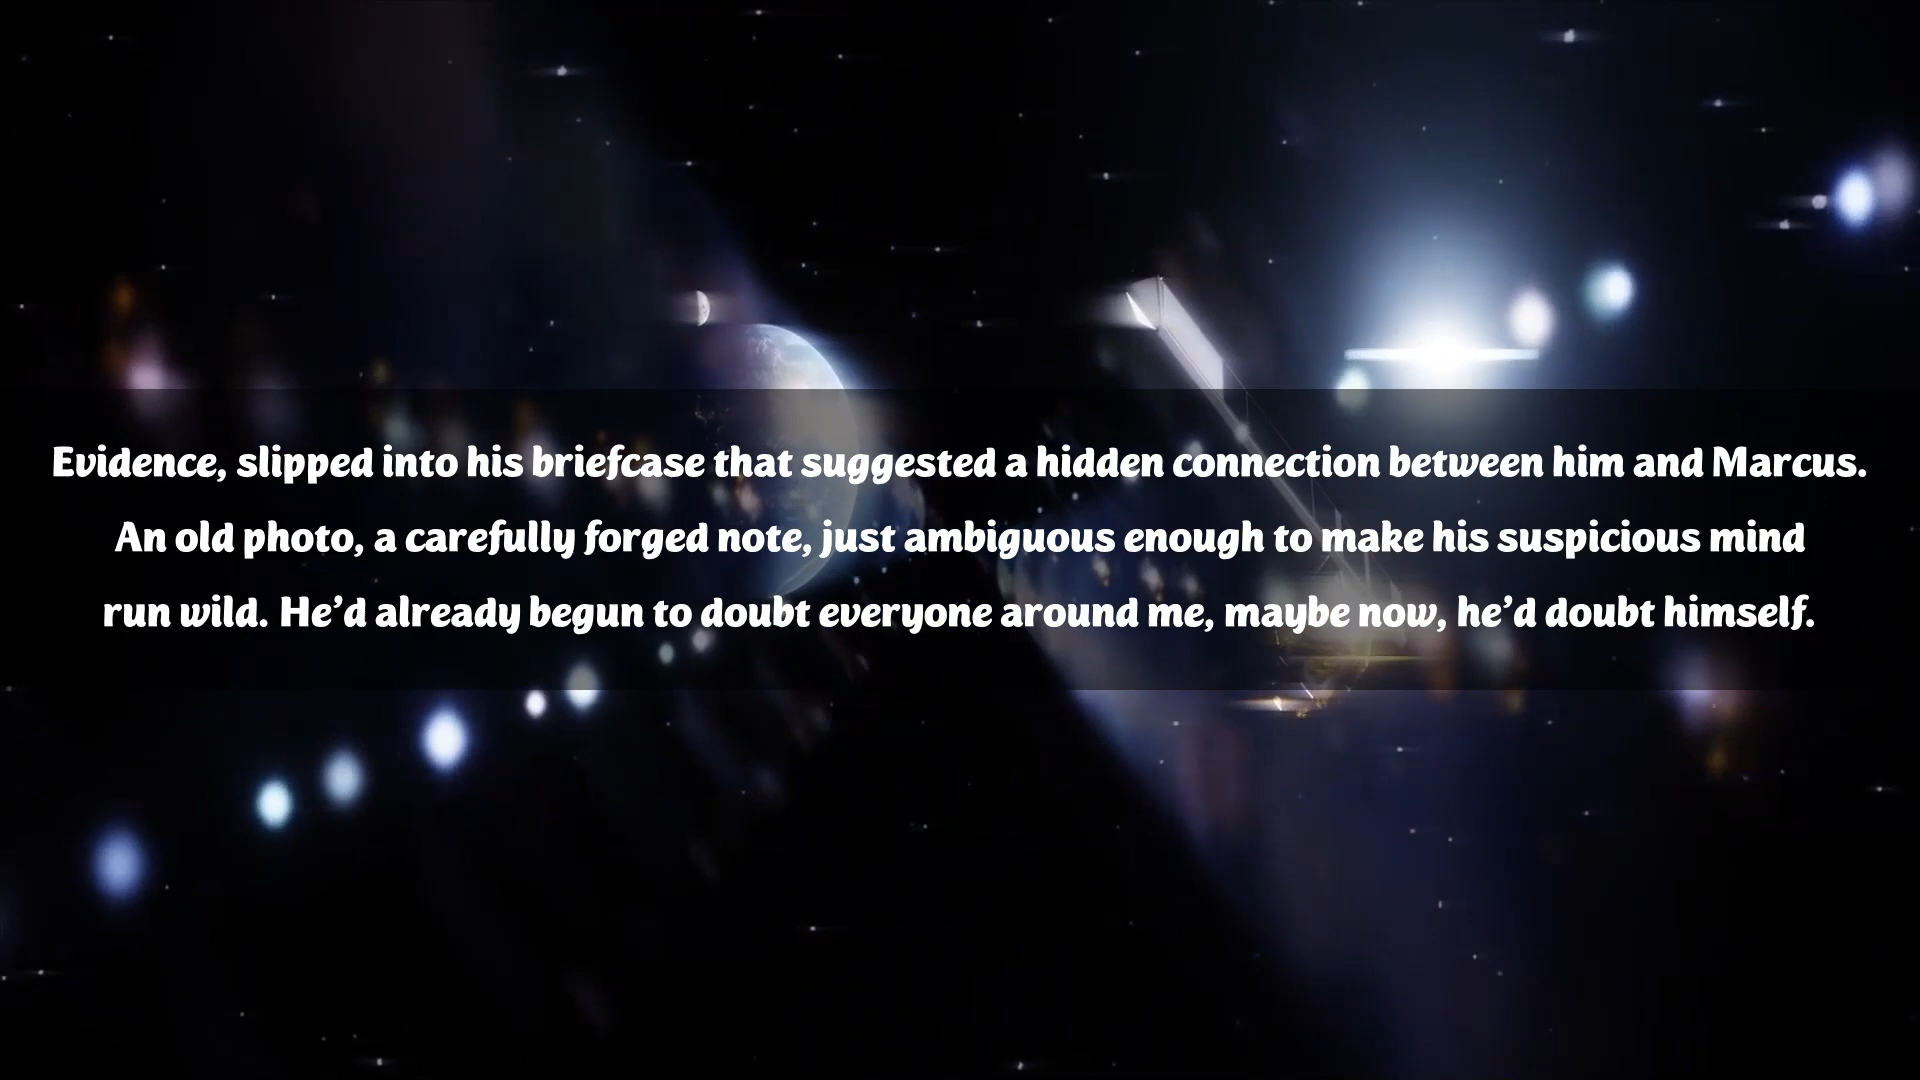 Evidence, slipped into his briefcase that suggested a hidden connection between him and Marcus.
An old photo, a carefully forged note, just ambiguous enough to make his suspicious mind
run wild. He’d already begun to doubt everyone around me, maybe now, he’d doubt himself.